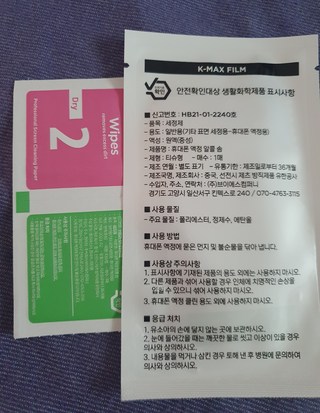 K-MAX FILM
확인
안전확인대상 생활화학제품 표시사항
■ 신고번호 : HB21-01-2240호
- 품목 : 세정제
- 용도 : 일반용(기타 표면 세정용-휴대폰 액정용)
- 액성 : 원액(중성)
- 제품명 : 휴대폰 액정 알콜 솜
- 제형 : 티슈형 - 매수 : 1매
- 제조 연월 : 별도 표기 - 유통기한 : 제조일로부터 36개월
- 제조국명, 제조회사 : 중국, 선전시 제츠 방직제품 유한공사
- 수입자, 주소, 연락처 : (주)브이에스컴퍼니
경기도 고양시 일산서구 킨텍스로 240 / 070-4763-3115
■ 사용 물질
- 주요 물질 : 폴리에스터, 정제수, 에탄올
■ 사용 방법
휴대폰 액정에 묻은 먼지 및 불순물을 닦아 냅니다.
■ 사용상 주의사항
1. 표시사항에 기재된 제품의 용도 외에는 사용하지 마시오.
2. 다른 제품과 섞어 사용할 경우 인체에 치명적인 손상을
입힐 수 있으니 섞어 사용하지 마시오.
3. 휴대폰 액정 클린 용도 외에 사용하지 마시오.
■ 응급 처치
1. 유소아의 손에 닿지 않는 곳에 보관하시오.
2. 눈에 들어갔을 때는 깨끗한 물로 씻고 이상이 있을 경우
의사와 상의하시오.
3. 내용물을 먹거나 삼킨 경우 토해 낸 후 병원에 문의하여
의사와 상의하시오.
Dry
2
Wipes
Professional Screen Cleaning Paper